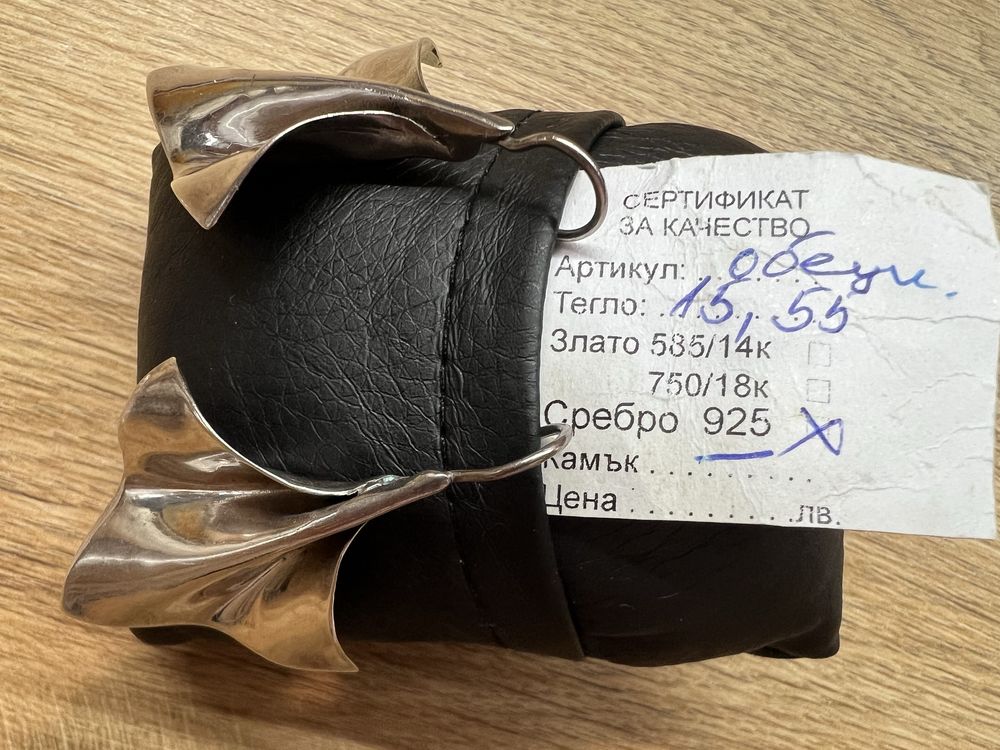 СЕРТИФИКАТ
ЗА КАЧЕСТВО
Артикул: обеци.
Тегло: 15,55
Злато 585/14к
750/18к
Сребро 925 X
Камък . . . . . . . .
Цена . . . . . . . . . .лв.